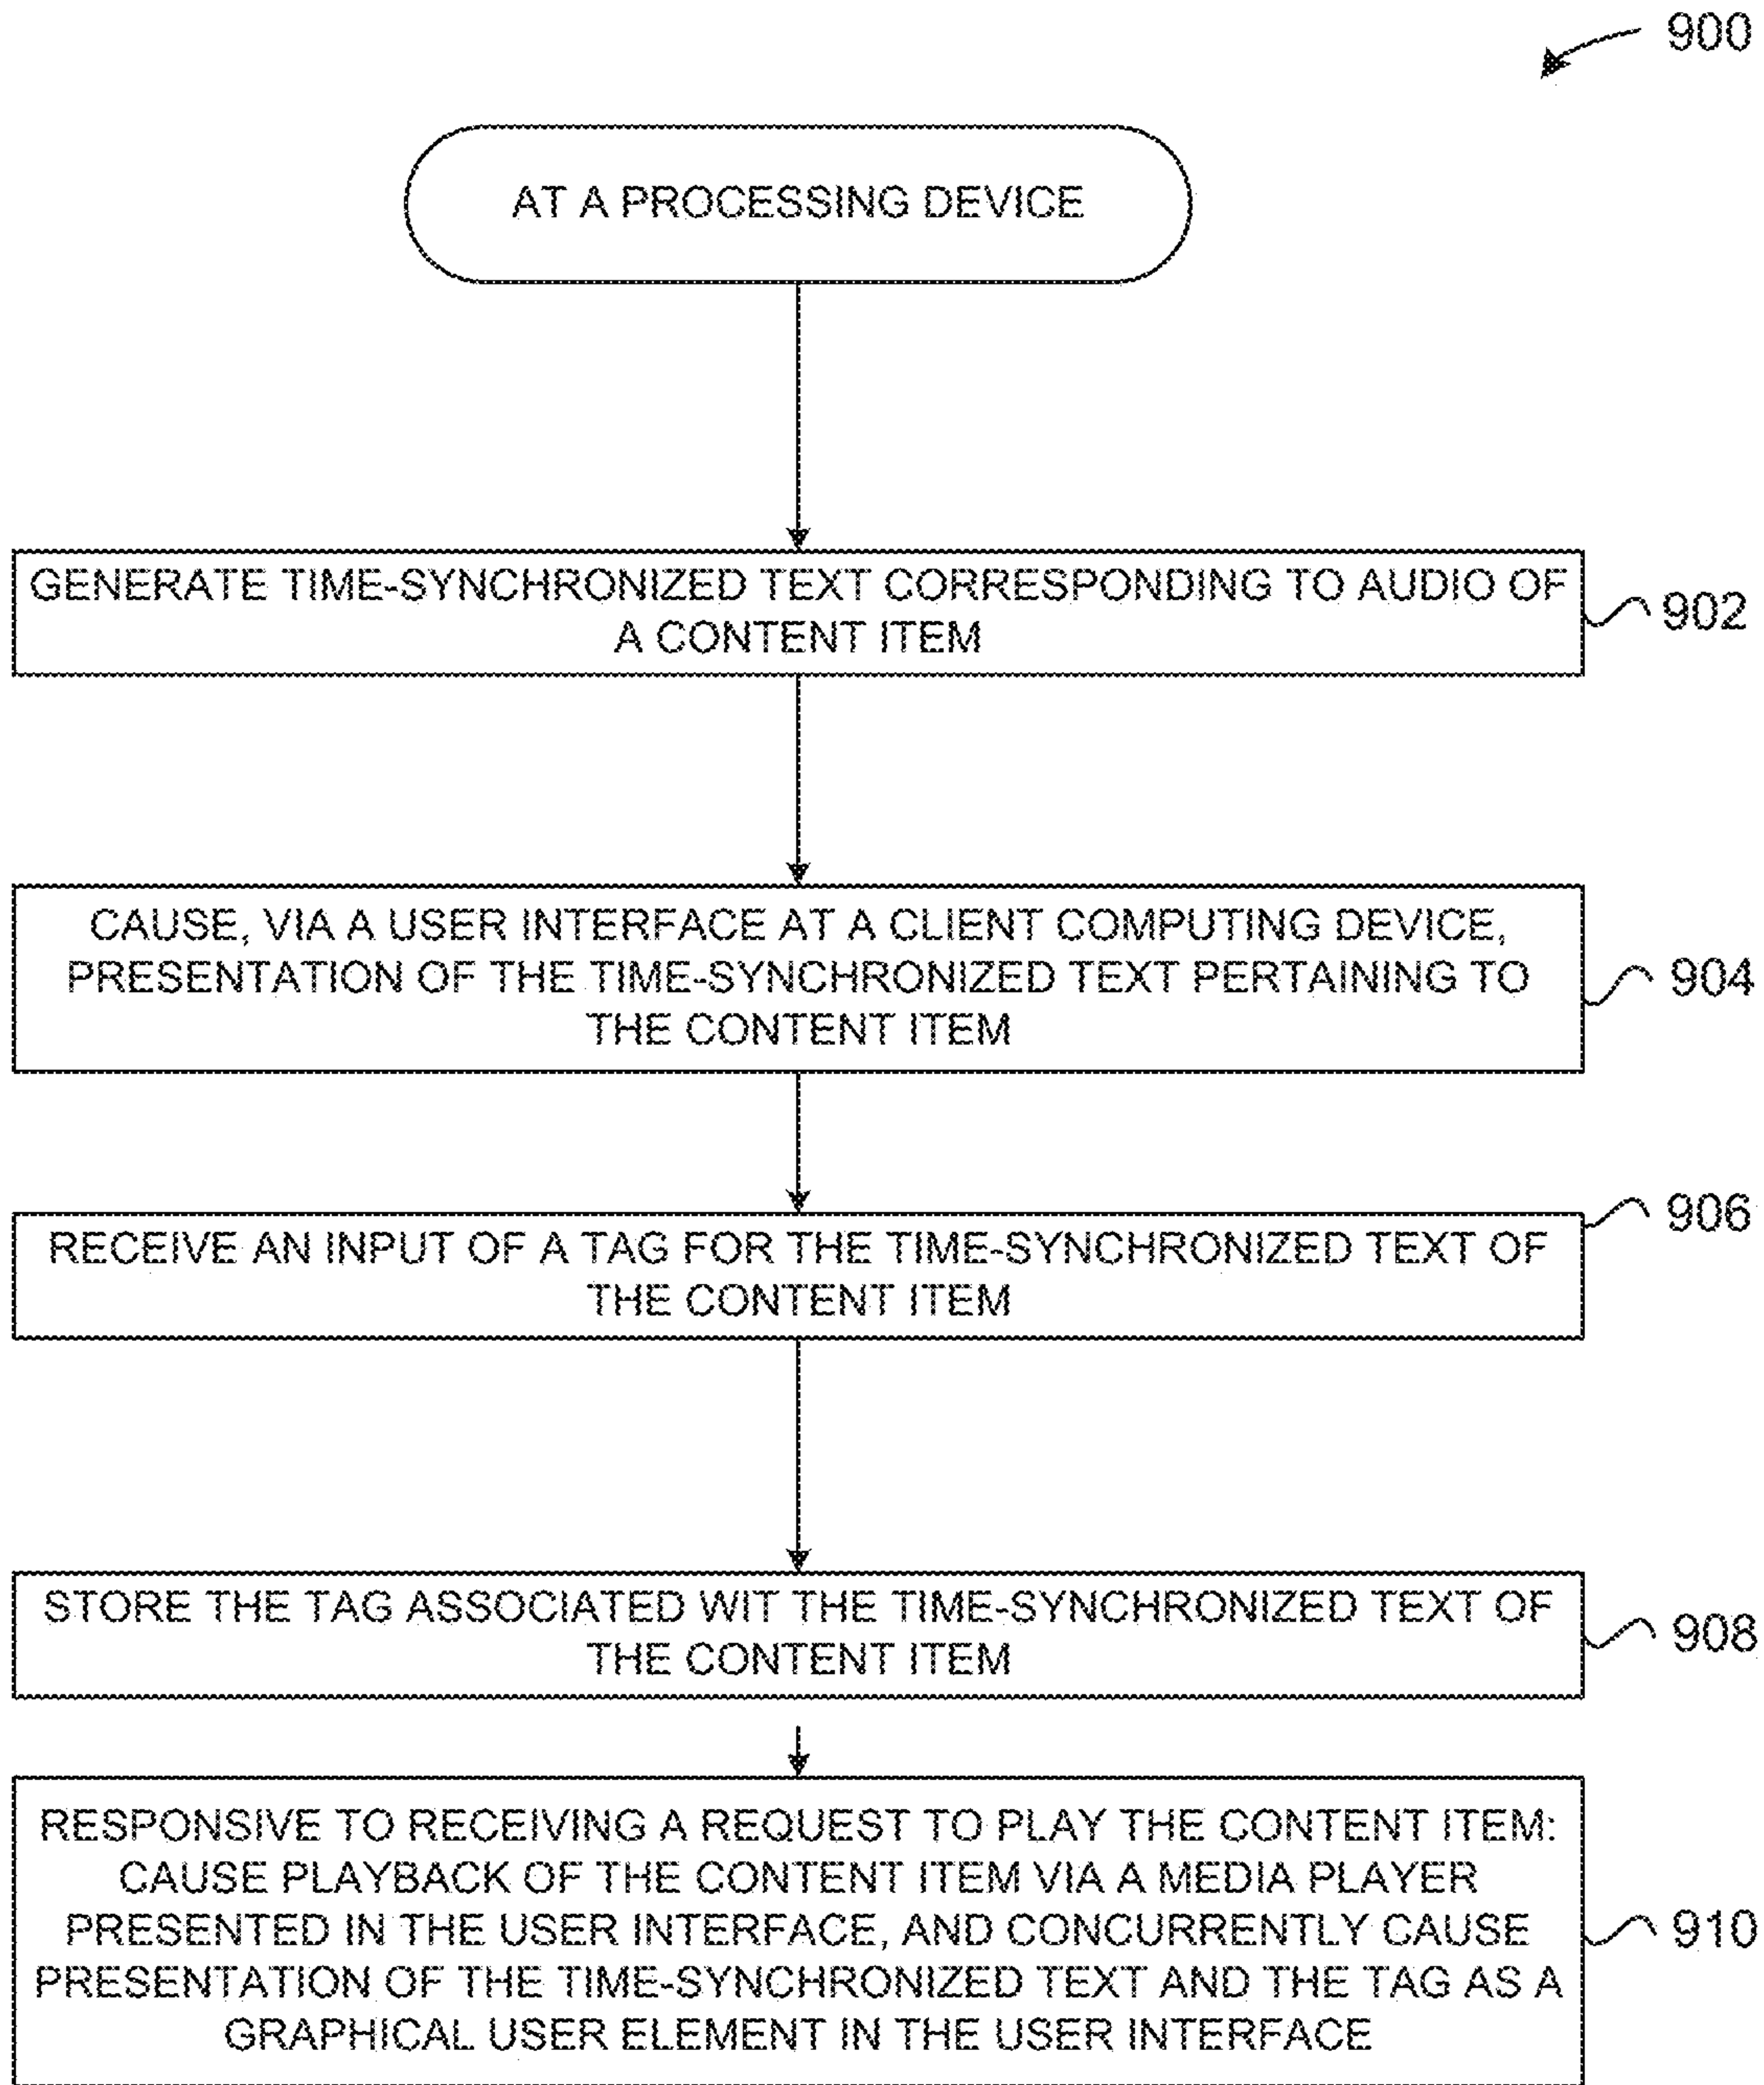 900
AT A PROCESSING DEVICE
GENERATE TIME-SYNCHRONIZED TEXT CORRESPONDING TO AUDIO OF
A CONTENT ITEM
902
CAUSE, VIA A USER INTERFACE AT A CLIENT COMPUTING DEVICE,
PRESENTATION OF THE TIME-SYNCHRONIZED TEXT PERTAINING TO
THE CONTENT ITEM
904
RECEIVE AN INPUT OF A TAG FOR THE TIME-SYNCHRONIZED TEXT OF
THE CONTENT ITEM
906
STORE THE TAG ASSOCIATED WIT THE TIME-SYNCHRONIZED TEXT OF
THE CONTENT ITEM
908
RESPONSIVE TO RECEIVING A REQUEST TO PLAY THE CONTENT ITEM:
CAUSE PLAYBACK OF THE CONTENT ITEM VIA A MEDIA PLAYER
PRESENTED IN THE USER INTERFACE, AND CONCURRENTLY CAUSE
PRESENTATION OF THE TIME-SYNCHRONIZED TEXT AND THE TAG AS A
GRAPHICAL USER ELEMENT IN THE USER INTERFACE
910